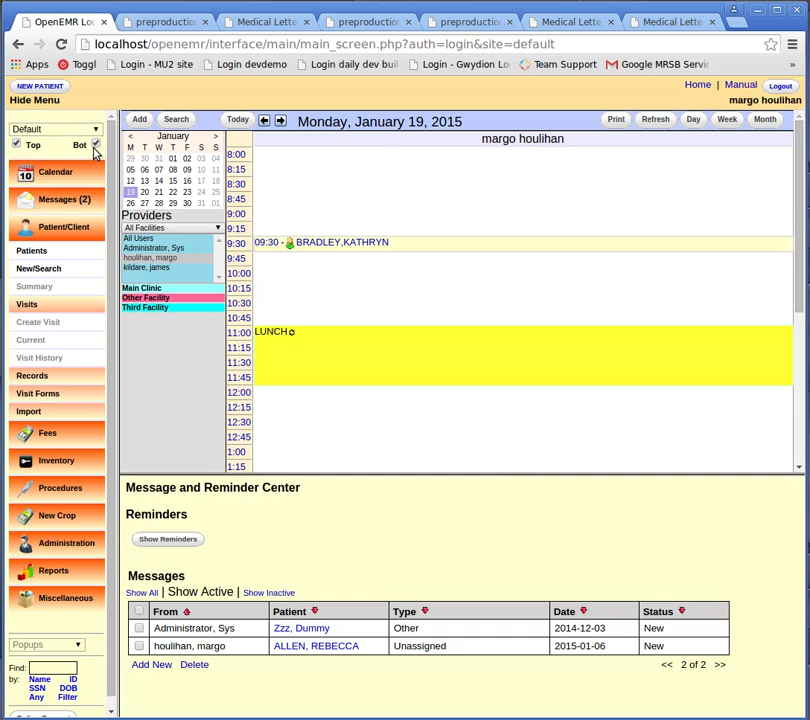 OpenEMR Loc
preproduction
Medical Lette
preproduction
preproduction
Medical Lette
Medical Lette
localhost/openemr/interface/main/main_screen.php?auth=login&site=default
Apps Toggl Login - MU2 site Login devdemo Login daily dev buil Login - Gwydion Lo Team Support Google MRSB Servic »
NEW PATIENT
Home | Manual Logout
Hide Menu
margo houlihan
Default
Top Bot
Calendar
Messages (2)
Patient/Client
Patients
New/Search
Summary
Visits
Create Visit
Current
Visit History
Records
Visit Forms
Import
Fees
Inventory
Procedures
New Crop
Administration
Reports
Miscellaneous
Popups
Find:
by: Name ID
SSN DOB
Any Filter
Add Search Today Monday, January 19, 2015 Print Refresh Day Week Month
< January >
M T W T F S S
29 30 31 01 02 03 04
05 06 07 08 09 10 11
12 13 14 15 16 17 18
19 20 21 22 23 24 25
26 27 28 29 30 31 01
Providers
All Facilities
All Users
Administrator, Sys
houlihan, margo
kildare, james
Main Clinic
Other Facility
Third Facility
margo houlihan
8:00
8:15
8:30
8:45
9:00
9:15
9:30 09:30 - BRADLEY,KATHRYN
9:45
10:00
10:15
10:30
10:45
11:00 LUNCH
11:15
11:30
11:45
12:00
12:15
12:30
12:45
1:00
1:15
Message and Reminder Center
Reminders
Show Reminders
Messages
Show All | Show Active | Show Inactive
From Patient Type Date Status
Administrator, Sys Zzz, Dummy Other 2014-12-03 New
houlihan, margo ALLEN, REBECCA Unassigned 2015-01-06 New
Add New Delete << 2 of 2 >>